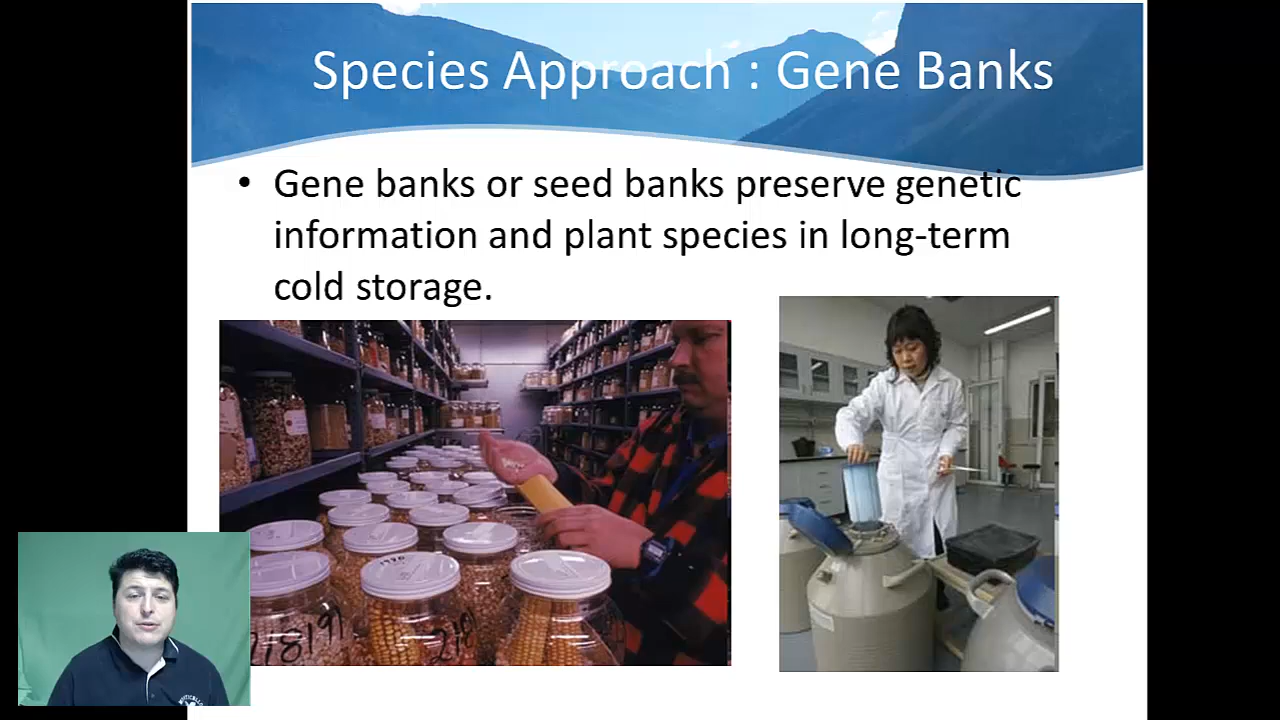 Species Approach : Gene Banks
• Gene banks or seed banks preserve genetic
information and plant species in long-term
cold storage.